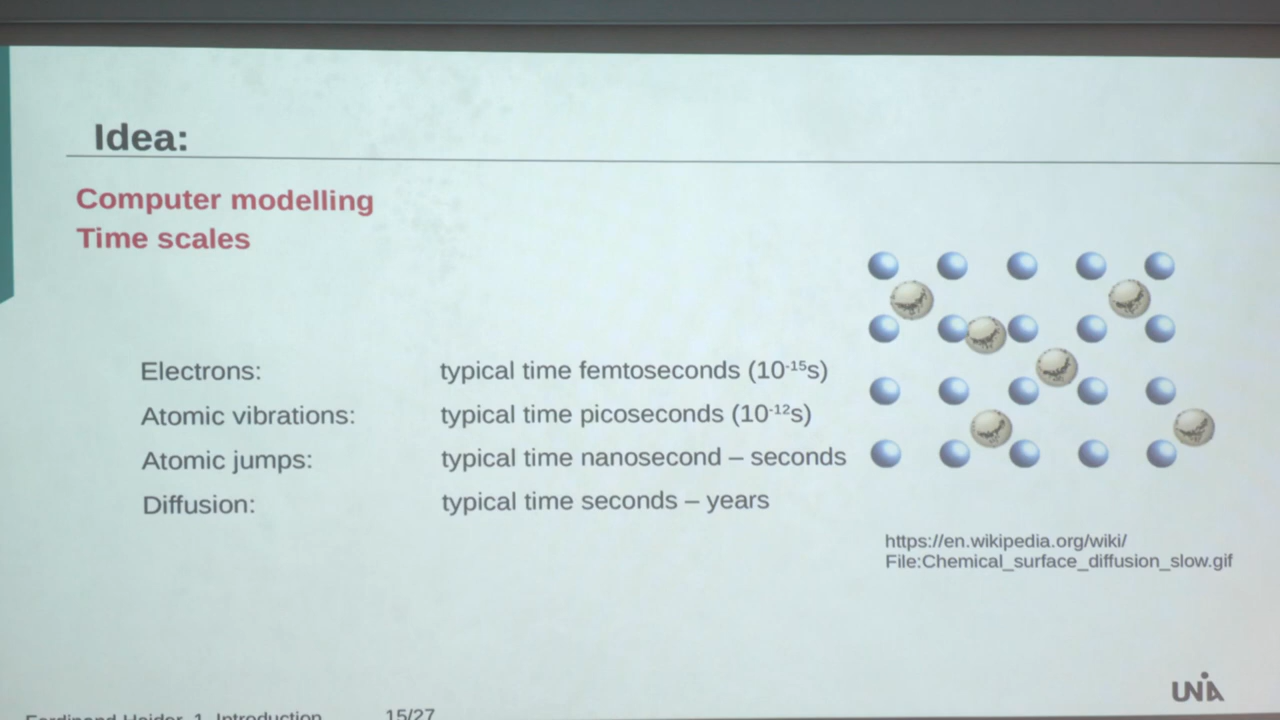 Idea:
Computer modelling
Time scales
Electrons: typical time femtoseconds (10⁻¹⁵s)
Atomic vibrations: typical time picoseconds (10⁻¹²s)
Atomic jumps: typical time nanosecond – seconds
Diffusion: typical time seconds – years
https://en.wikipedia.org/wiki/
File:Chemical_surface_diffusion_slow.gif
UNIA
Ferdinand Haider 1. Introduction 15/27